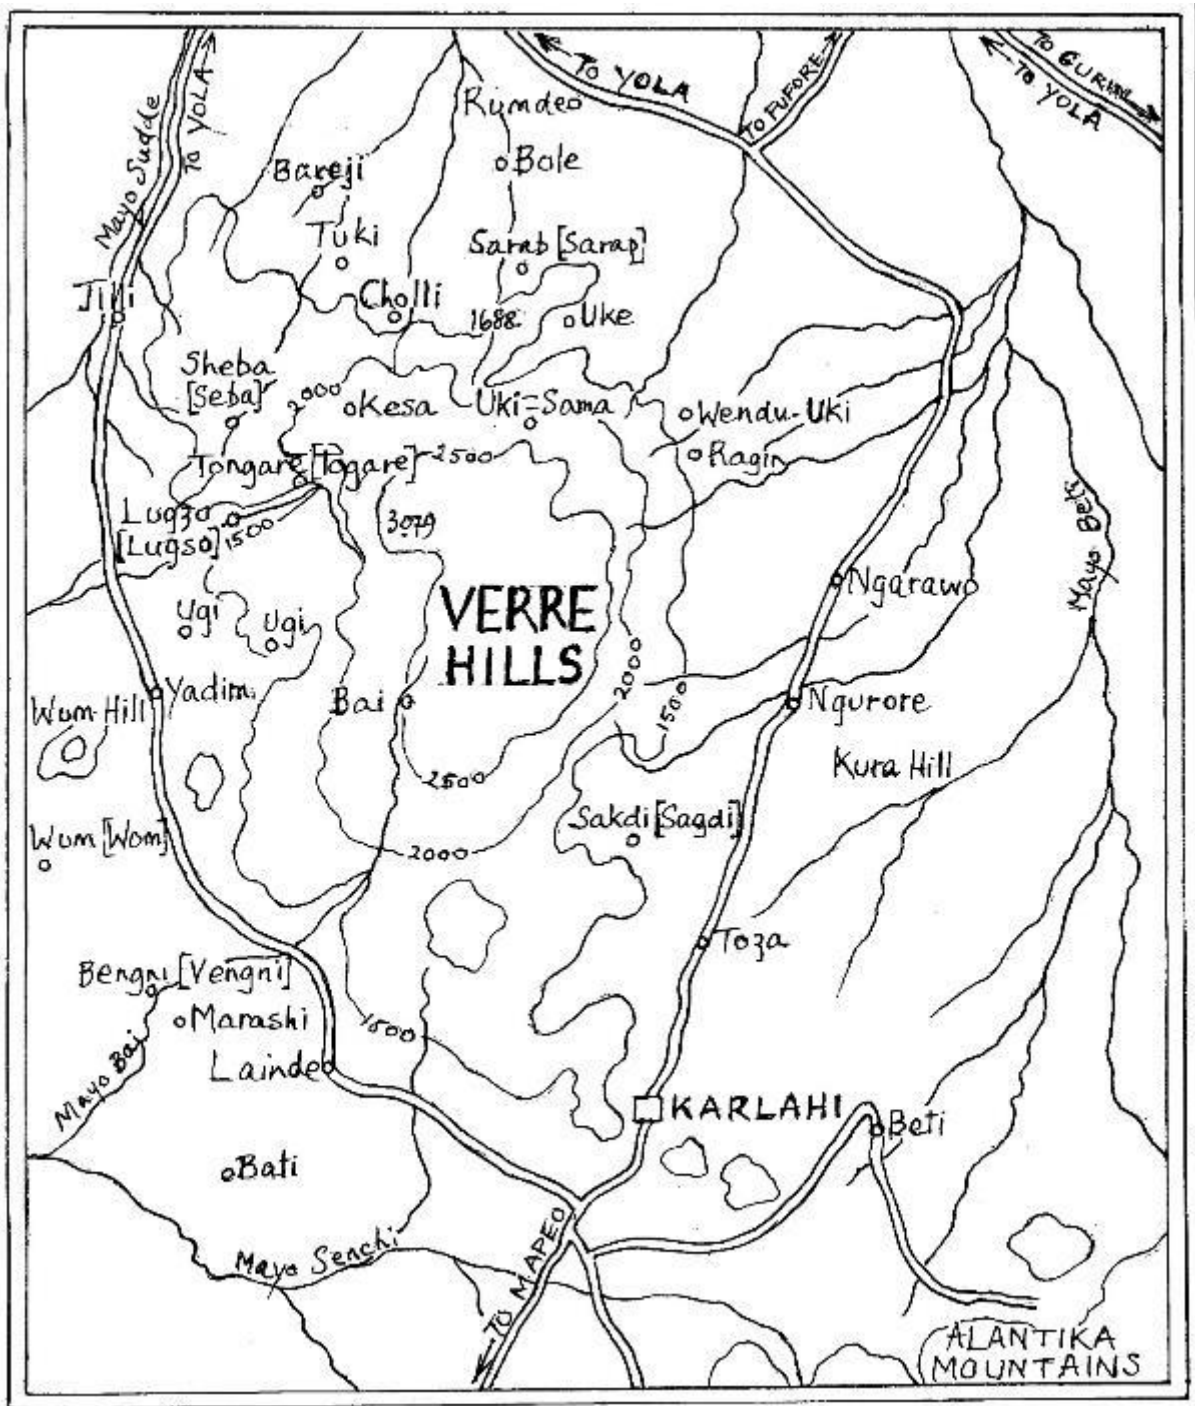 TO YOLA
TO YOLA
TO FUFORE
TO GURIN
TO YOLA
Mayo Sudde
Rumdeo
Bole
Bareji
Tuki
Sarab [Sarap]
Jilli
Cholli
1688
Uke
Sheba
[Seba]
2000
Kesa
Uki-Sama
Wendu-Uki
Ragin
Tongare [Togare]
2500
Lugzo
[Lugso]
1500
3079
Mayo Beti
Ngarawo
VERRE
HILLS
Ugi
Ugi
2000
1500
Yadim
Bai
Ngurore
Wom Hill
2500
Kura Hill
Sakdi [Sagdi]
Wum [Wom]
2000
Toza
Bengni [Vengni]
Marashi
1500
Mayo Bai
Lainde
KARLAHI
Beti
Bati
Mayo Senchi
TO MAPEO
ALANTIKA
MOUNTAINS